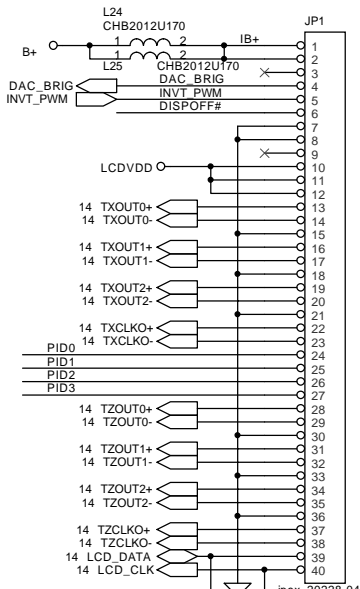 L24
CHB2012U170
JP1
B+ 1 2 IB+ 1
1 2 2
L25 CHB2012U170
3
DAC_BRIG DAC_BRIG 4
INVT_PWM INVT_PWM 5
DISPOFF# 6
7
8
9
LCDVDD 10
11
12
14 TXOUT0+ 13
14 TXOUT0- 14
15
14 TXOUT1+ 16
14 TXOUT1- 17
18
14 TXOUT2+ 19
14 TXOUT2- 20
21
14 TXCLKO+ 22
14 TXCLKO- 23
PID0 24
PID1 25
PID2 26
PID3 27
14 TZOUT0+ 28
14 TZOUT0- 29
30
14 TZOUT1+ 31
14 TZOUT1- 32
33
14 TZOUT2+ 34
14 TZOUT2- 35
36
14 TZCLKO+ 37
14 TZCLKO- 38
14 LCD_DATA 39
14 LCD_CLK 40